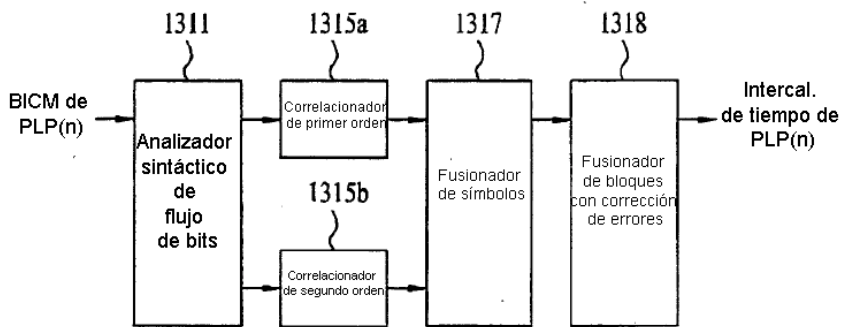 1311
1315a
1317
1318
BICM de
PLP(n)
Analizador
sintáctico
de
flujo
de bits
Correlacionador
de primer orden
1315b
Correlacionador
de segundo orden
Fusionador
de símbolos
Fusionador
de bloques
con corrección
de errores
Intercal.
de tiempo de
PLP(n)